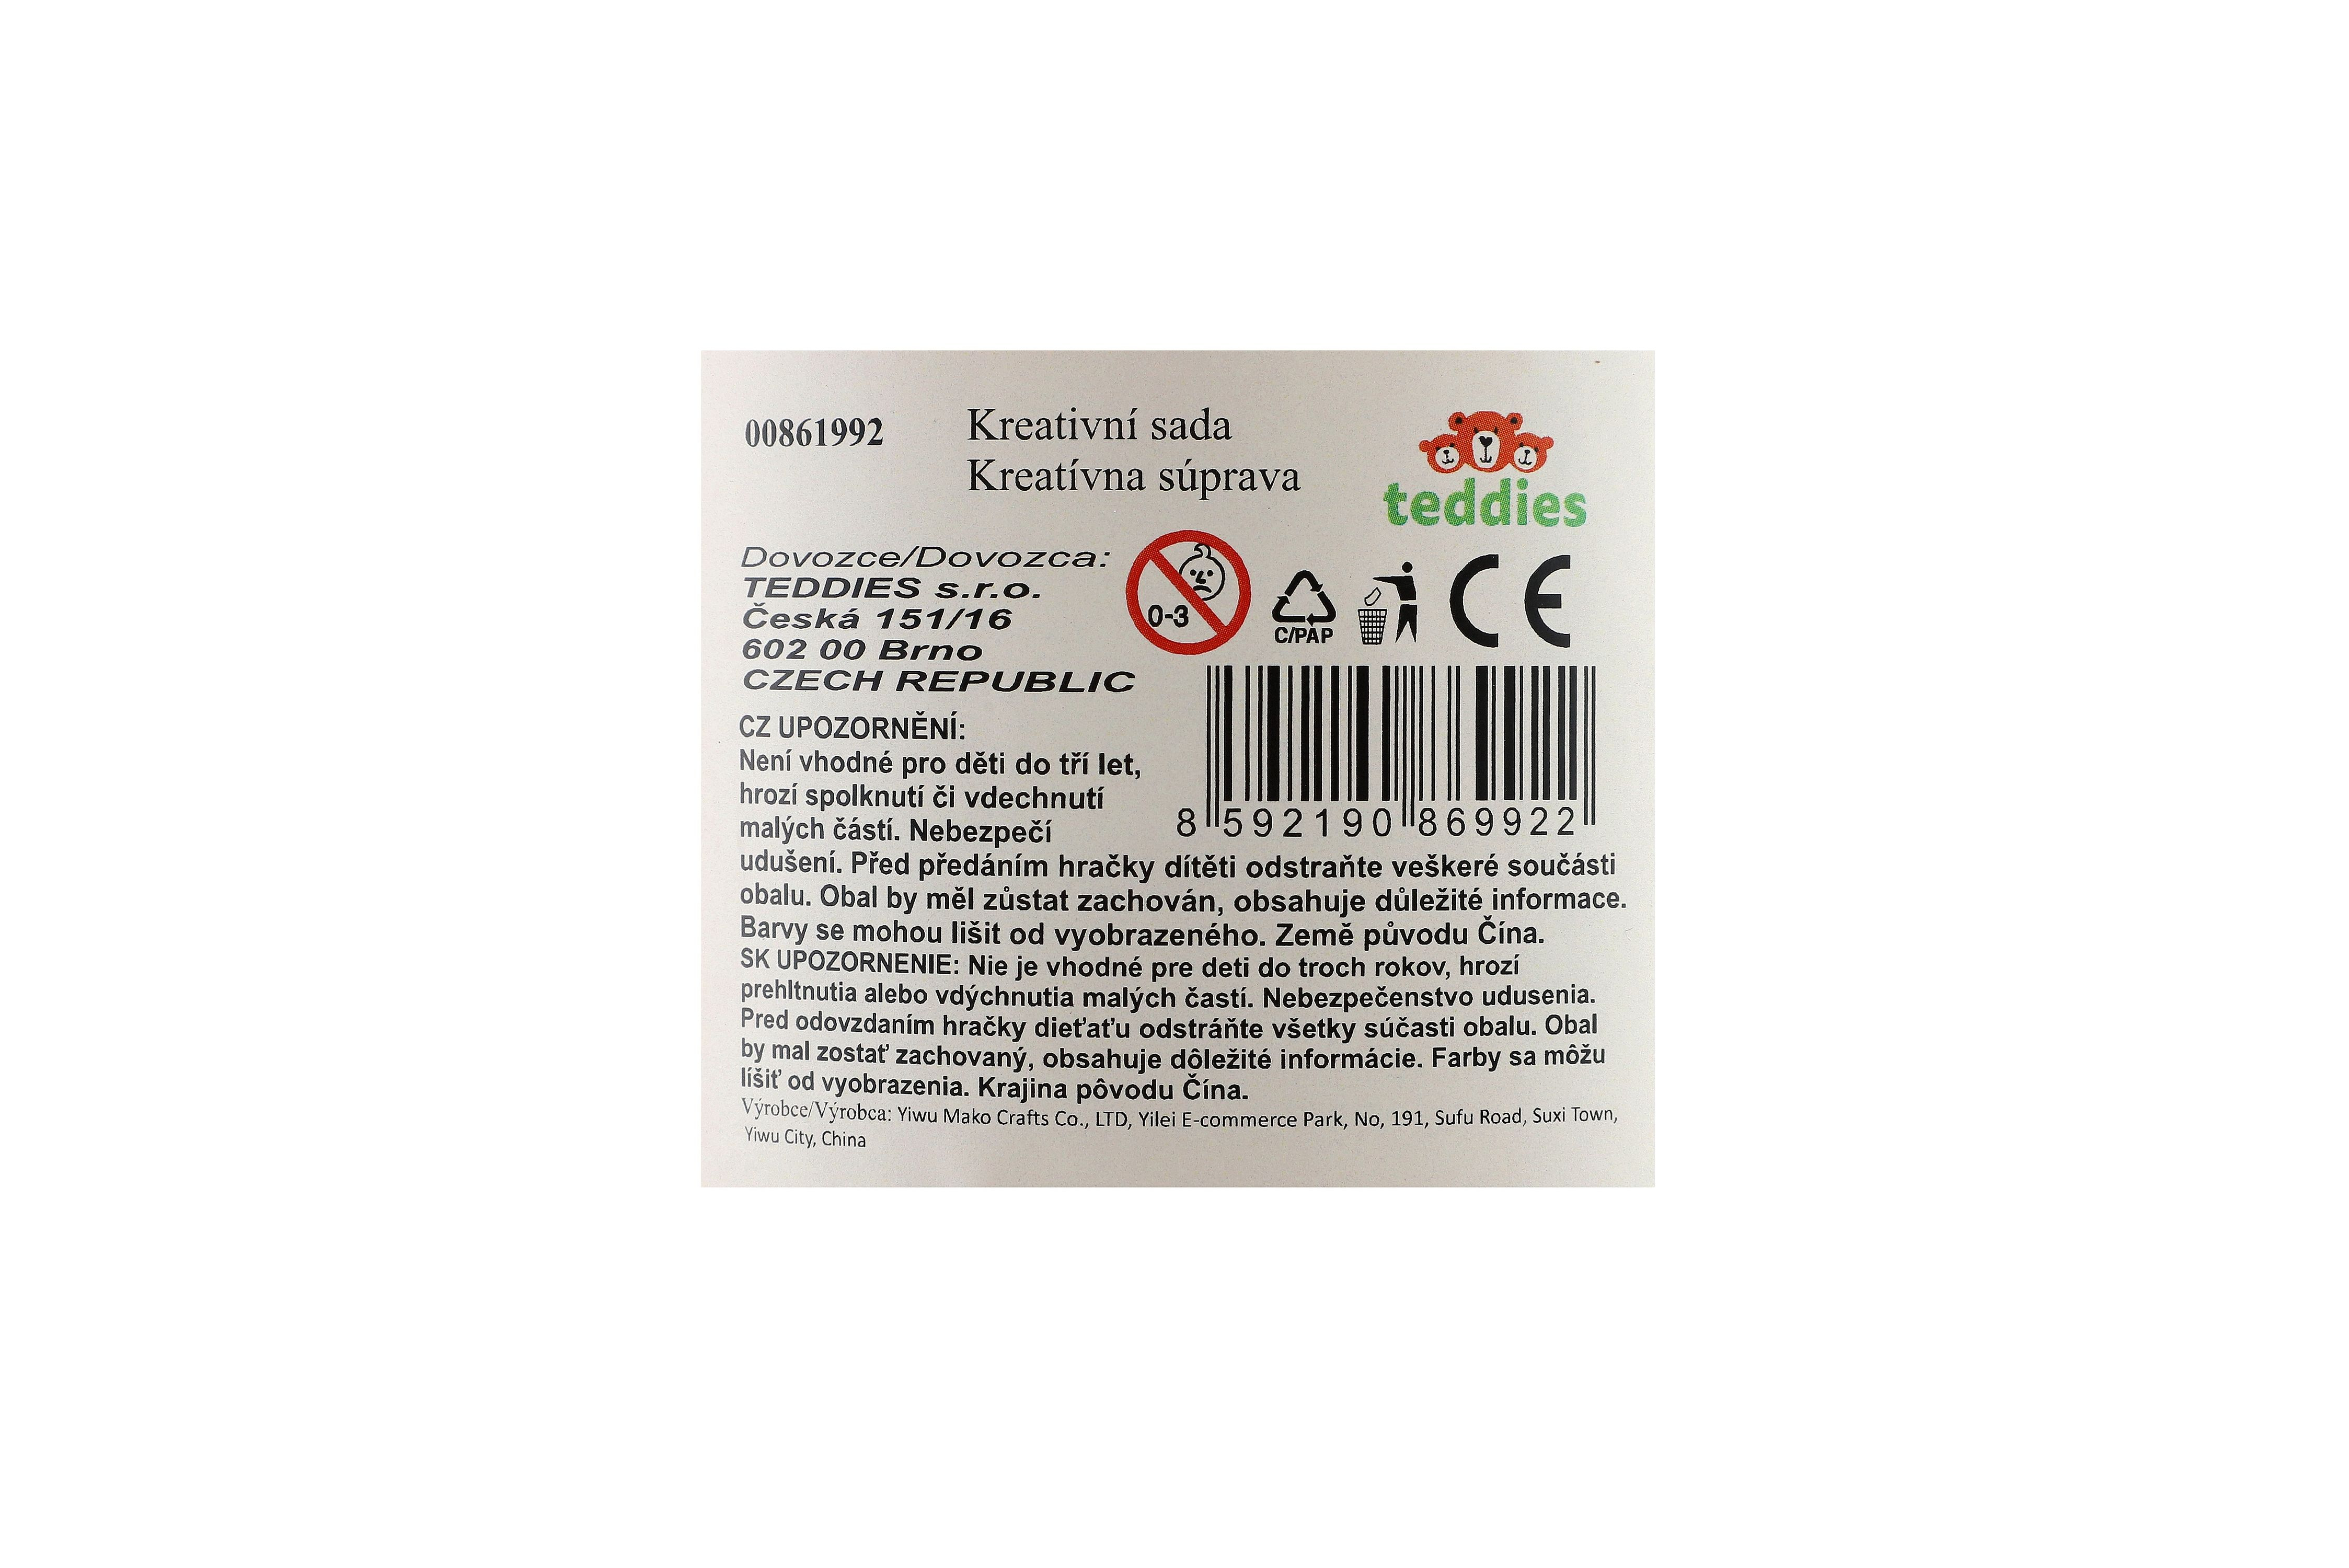 00861992
Kreativní sada
Kreatívna súprava
teddies
Dovozce/Dovozca:
TEDDIES s.r.o.
Česká 151/16
602 00 Brno
CZECH REPUBLIC
0-3
C/PAP
CE
CZ UPOZORNĚNÍ:
Není vhodné pro děti do tří let,
hrozí spolknutí či vdechnutí
malých částí. Nebezpečí
8 592190 869922
udušení. Před předáním hračky dítěti odstraňte veškeré součásti
obalu. Obal by měl zůstat zachován, obsahuje důležité informace.
Barvy se mohou lišit od vyobrazeného. Země původu Čína.
SK UPOZORNENIE: Nie je vhodné pre deti do troch rokov, hrozí
prehltnutia alebo vdýchnutia malých častí. Nebezpečenstvo udusenia.
Pred odovzdaním hračky dieťaťu odstráňte všetky súčasti obalu. Obal
by mal zostať zachovaný, obsahuje dôležité informácie. Farby sa môžu
líšiť od vyobrazenia. Krajina pôvodu Čína.
Výrobce/Výrobca: Yiwu Mako Crafts Co., LTD, Yilei E-commerce Park, No, 191, Sufu Road, Suxi Town,
Yiwu City, China